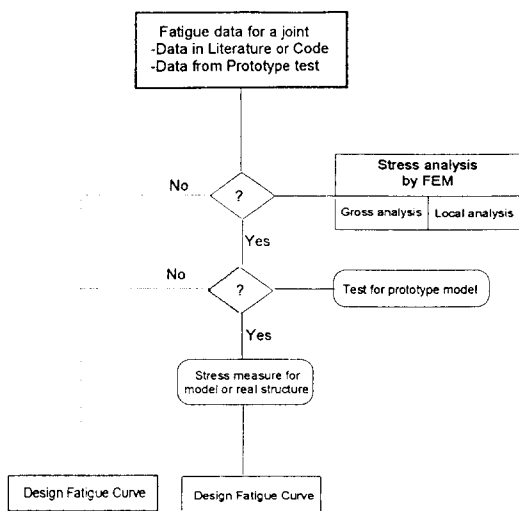 Fatigue data for a joint
-Data in Literature or Code
-Data from Prototype test
Stress analysis
by FEM
No
?
Gross analysis
Local analysis
Yes
No
?
Test for prototype model
Yes
Stress measure for
model or real structure
Design Fatigue Curve
Design Fatigue Curve